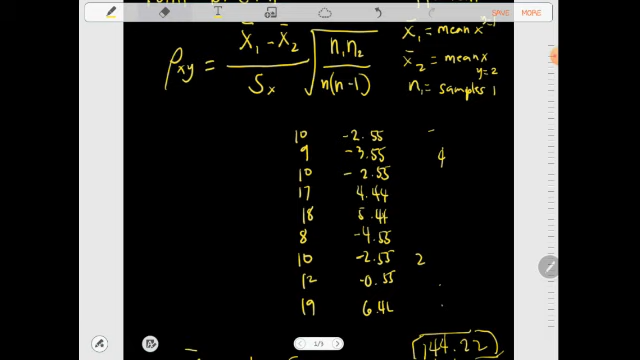 SAVE MORE
X̄₁ = mean x y=1
ρxy = (X̄₁ - X̄₂) / Sx √(n₁n₂ / n(n-1))
X̄₂ = mean x y=2
n₁ = samples 1
10 -2.55
9 -3.55 4
10 -2.55
17 4.44
18 5.44
8 -4.55
10 -2.55 2
12 -0.55
19 6.44
1/3
144.22